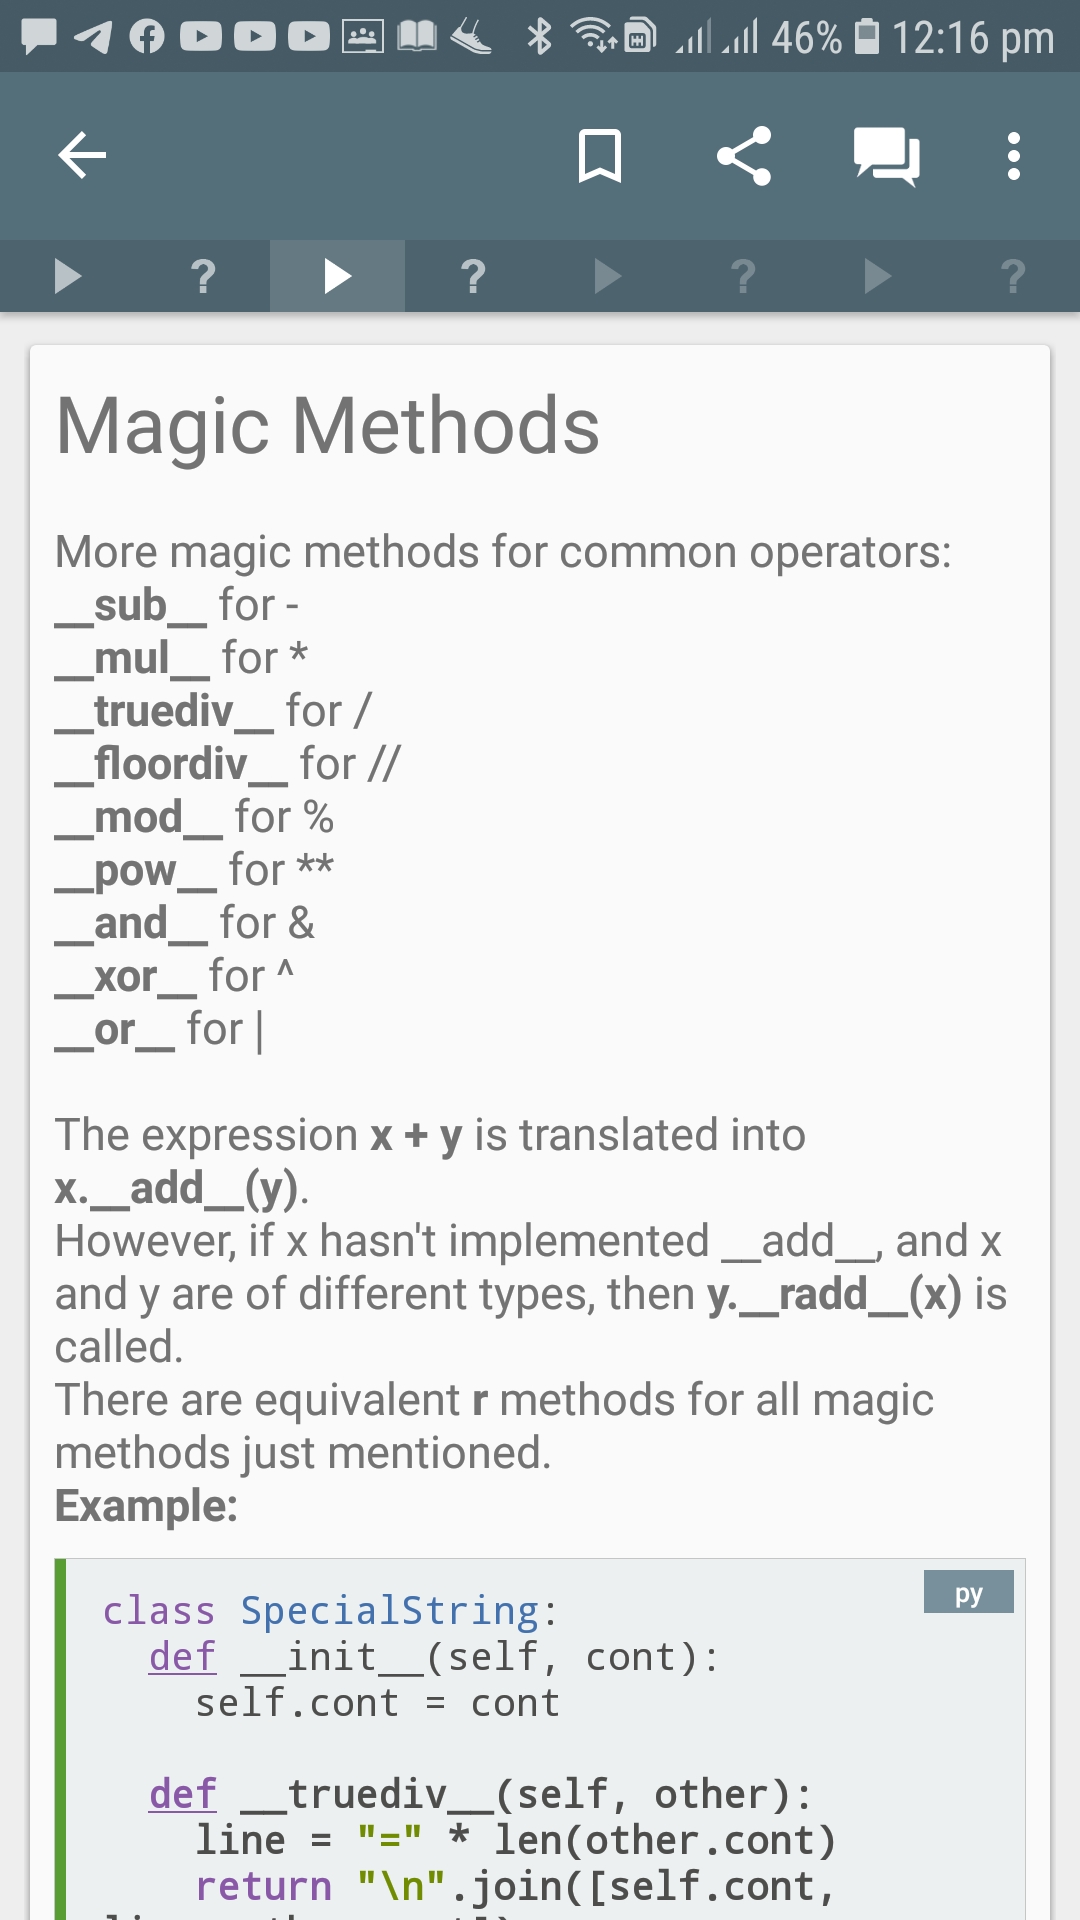 46% 12:16 pm
? ? ? ?
Magic Methods
More magic methods for common operators:
__sub__ for -
__mul__ for *
__truediv__ for /
__floordiv__ for //
__mod__ for %
__pow__ for **
__and__ for &
__xor__ for ^
__or__ for |
The expression x + y is translated into
x.__add__(y).
However, if x hasn't implemented __add__, and x
and y are of different types, then y.__radd__(x) is
called.
There are equivalent r methods for all magic
methods just mentioned.
Example:
py
class SpecialString:
def __init__(self, cont):
self.cont = cont
def __truediv__(self, other):
line = "=" * len(other.cont)
return "\n".join([self.cont,